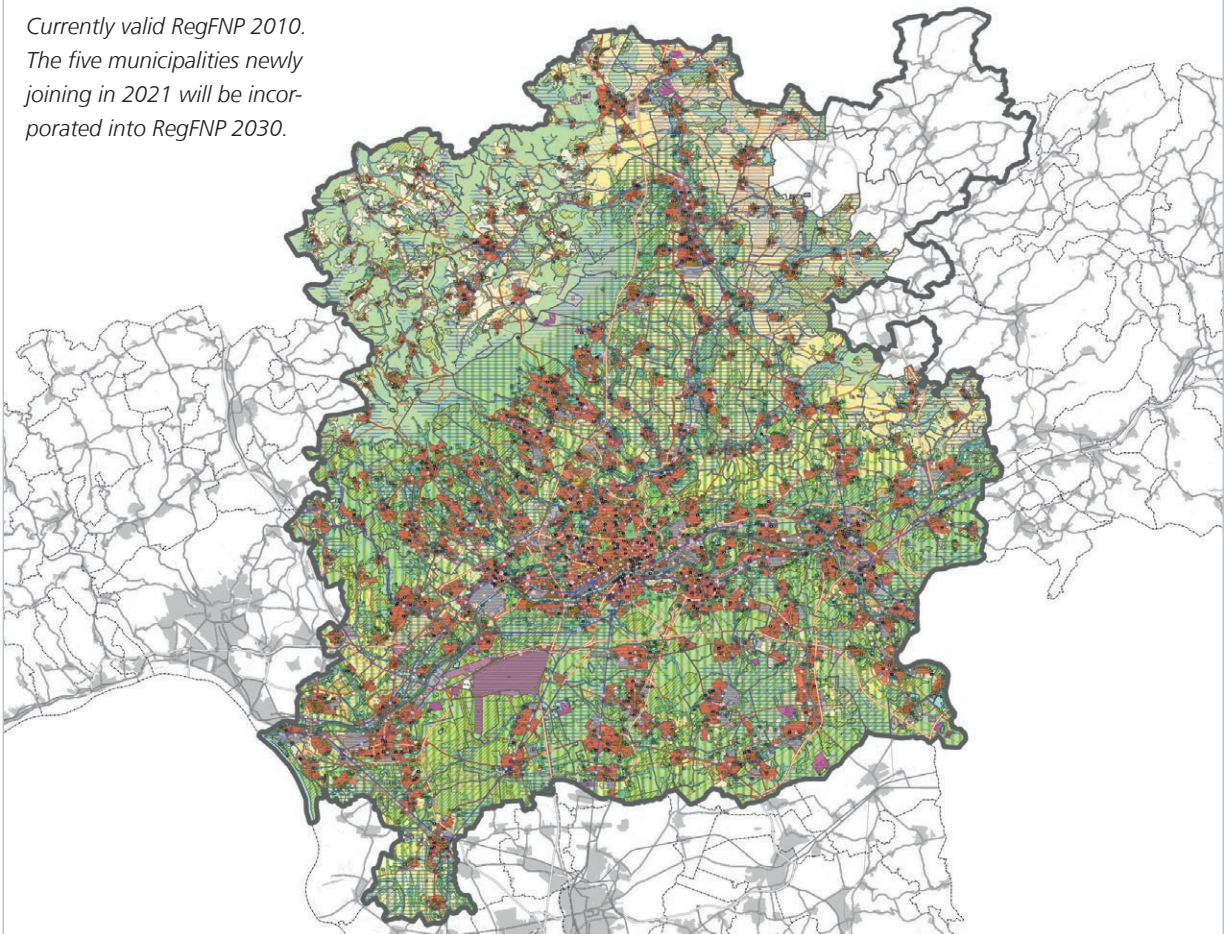 Currently valid RegFNP 2010.
The five municipalities newly
joining in 2021 will be incor-
porated into RegFNP 2030.